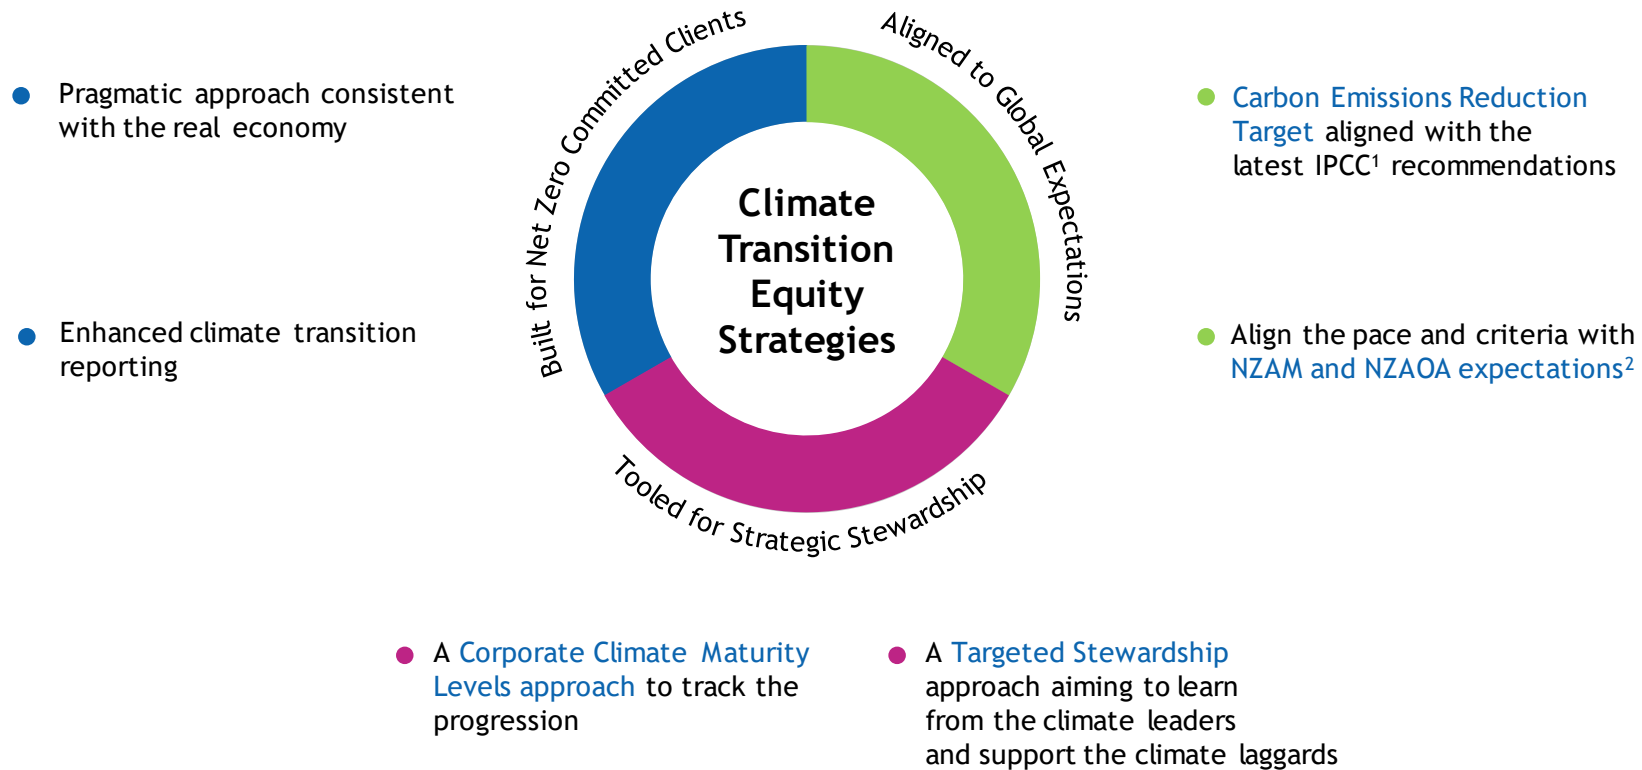 Built for Net Zero Committed Clients
Aligned to Global Expectations
Pragmatic approach consistent
with the real economy
Enhanced climate transition
reporting
Climate
Transition
Equity
Strategies
Carbon Emissions Reduction
Target aligned with the
latest IPCC¹ recommendations
Align the pace and criteria with
NZAM and NZAOA expectations²
Tooled for Strategic Stewardship
A Corporate Climate Maturity
Levels approach to track the
progression
A Targeted Stewardship
approach aiming to learn
from the climate leaders
and support the climate laggards